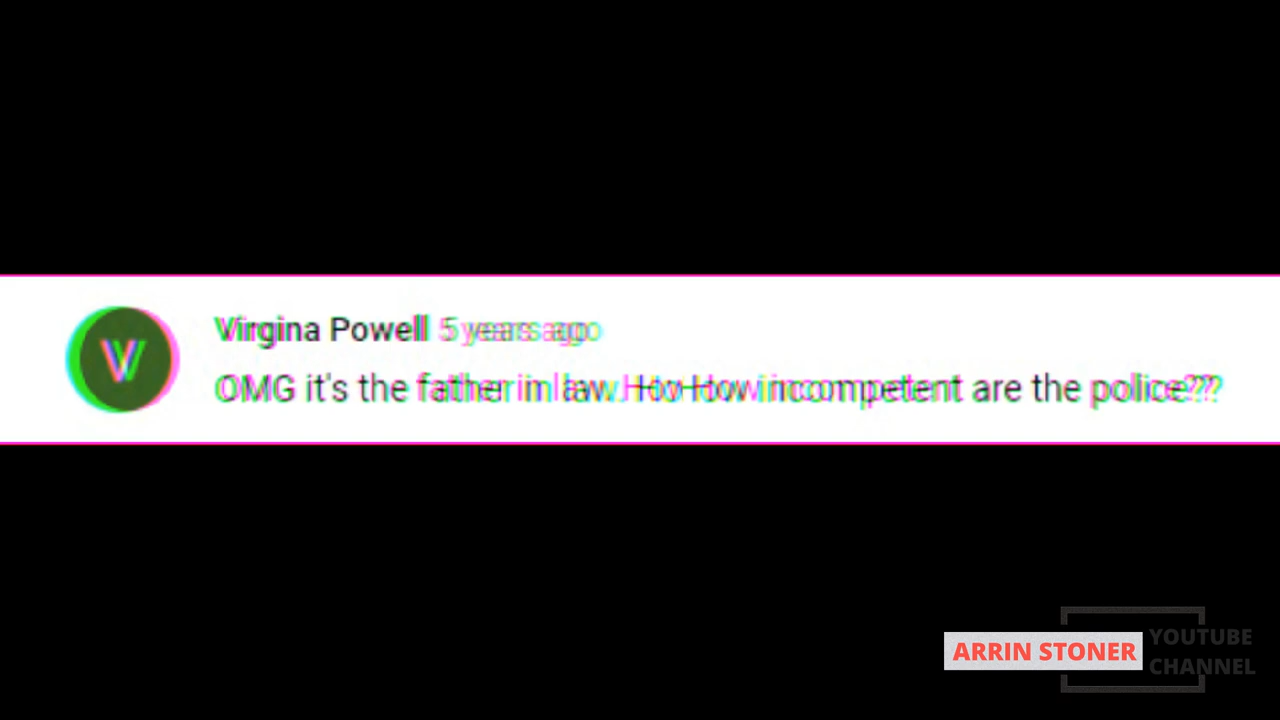 V
Virgina Powell 5 years ago
OMG it's the father in law. How incompetent are the police???
ARRIN STONER
YOUTUBE
CHANNEL